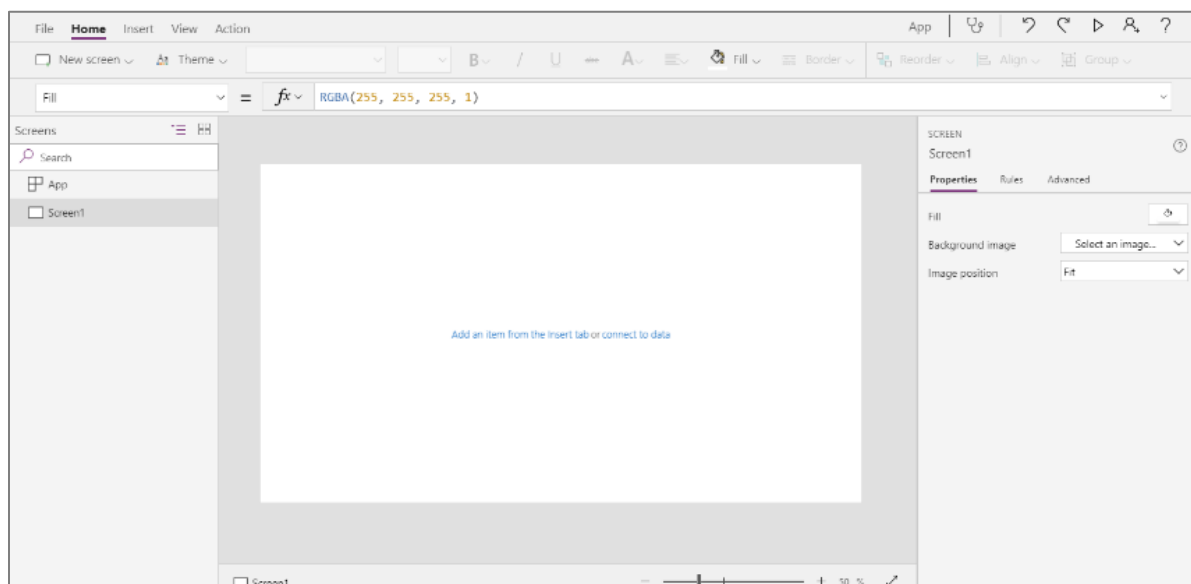 File Home Insert View Action App ?
New screen Theme B / U A Fill Border Reorder Align Group
Fill = fx RGBA(255, 255, 255, 1)
Screens
Search
App
Screen1
Add an item from the Insert tab or connect to data
SCREEN
Screen1
Properties Rules Advanced
Fill
Background image Select an image...
Image position Fit
Screen1 50 %